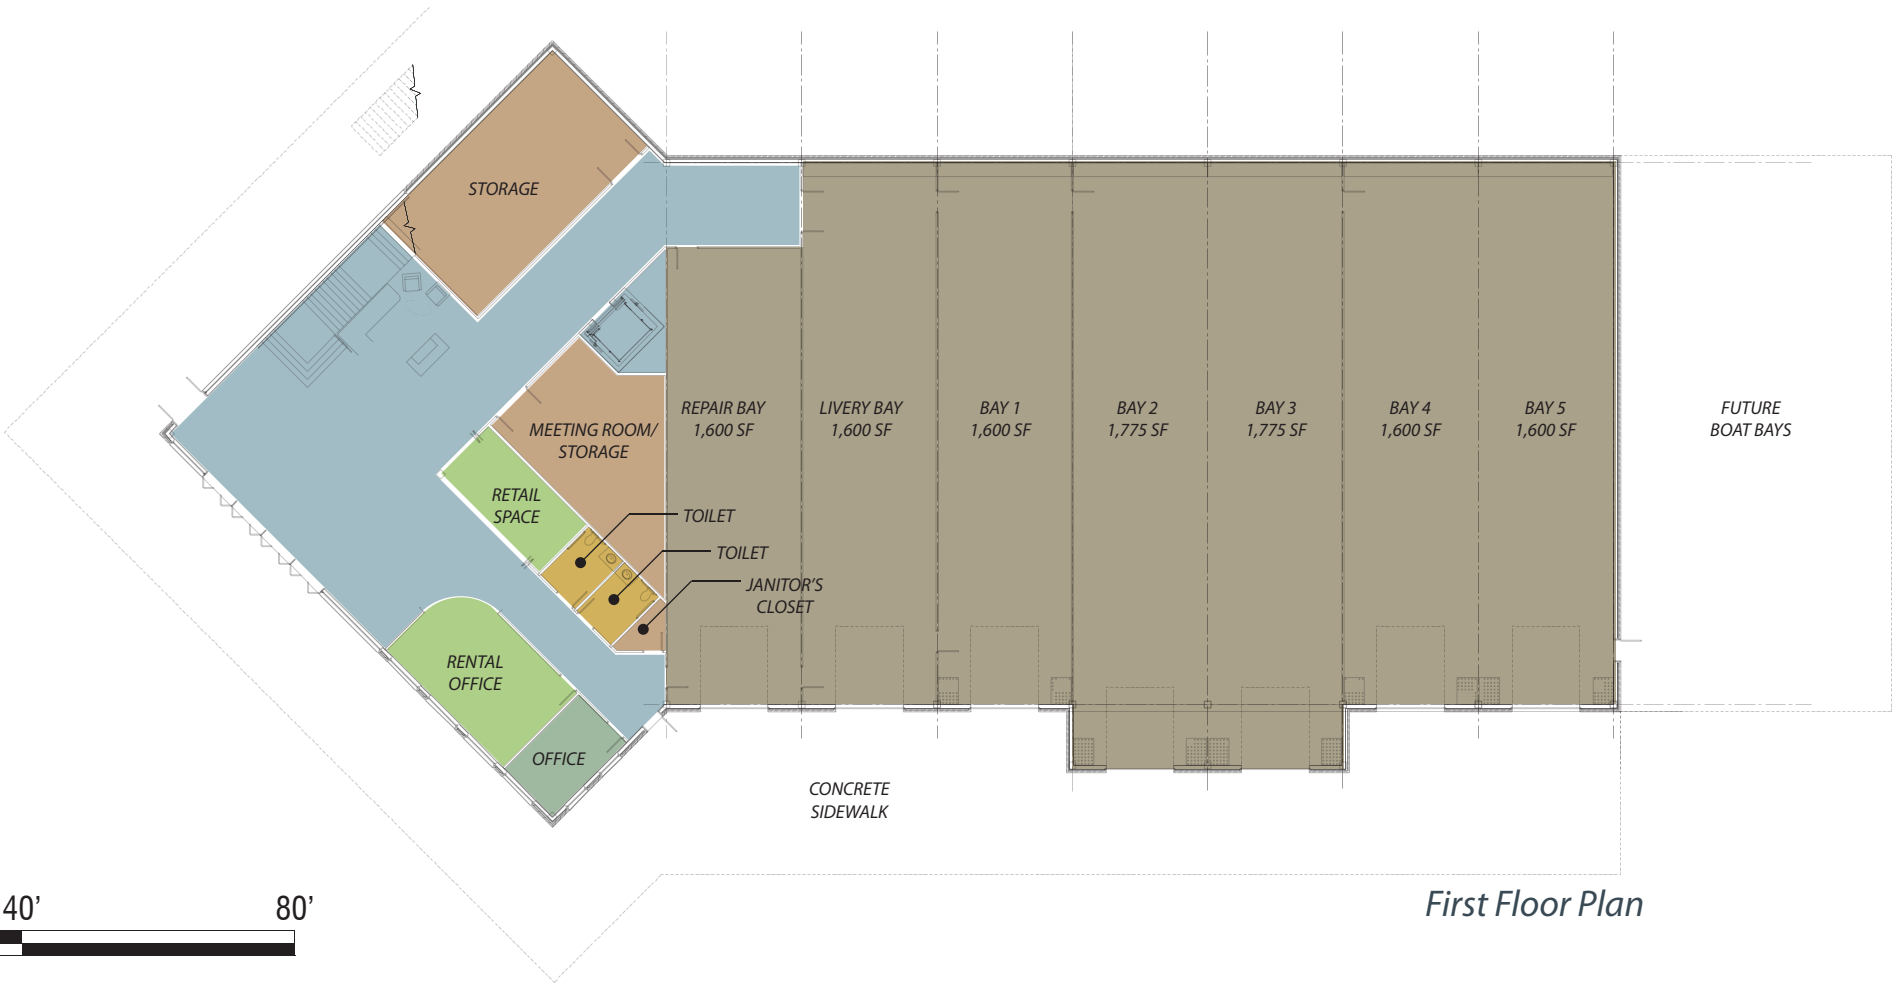 STORAGE
REPAIR BAY
1,600 SF
LIVERY BAY
1,600 SF
BAY 1
1,600 SF
BAY 2
1,775 SF
BAY 3
1,775 SF
BAY 4
1,600 SF
BAY 5
1,600 SF
FUTURE
BOAT BAYS
MEETING ROOM/
STORAGE
RETAIL
SPACE
TOILET
TOILET
JANITOR'S
CLOSET
RENTAL
OFFICE
OFFICE
CONCRETE
SIDEWALK
40’
80’
First Floor Plan